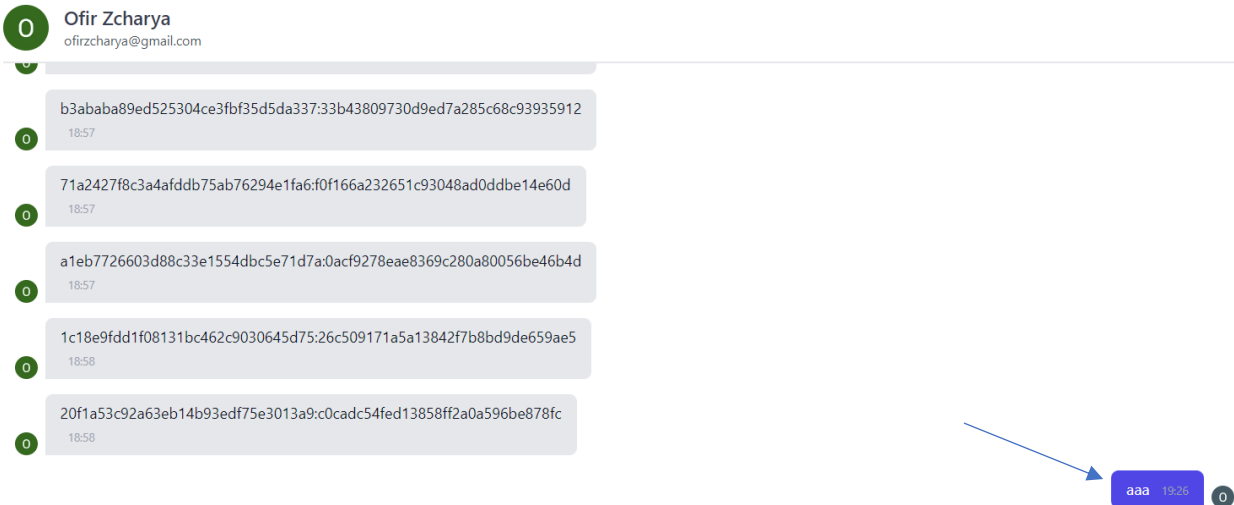 O
Ofir Zcharya
ofirzcharya@gmail.com
O
b3ababa89ed525304ce3fbf35d5da337:33b43809730d9ed7a285c68c93935912
18:57
O
71a2427f8c3a4afddb75ab76294e1fa6:f0f166a232651c93048ad0ddbe14e60d
18:57
O
a1eb7726603d88c33e1554dbc5e71d7a:0acf9278eae8369c280a80056be46b4d
18:57
O
1c18e9fdd1f08131bc462c9030645d75:26c509171a5a13842f7b8bd9de659ae5
18:58
O
20f1a53c92a63eb14b93edf75e3013a9:c0cadc54fed13858ff2a0a596be878fc
18:58
O
aaa 19:26
O